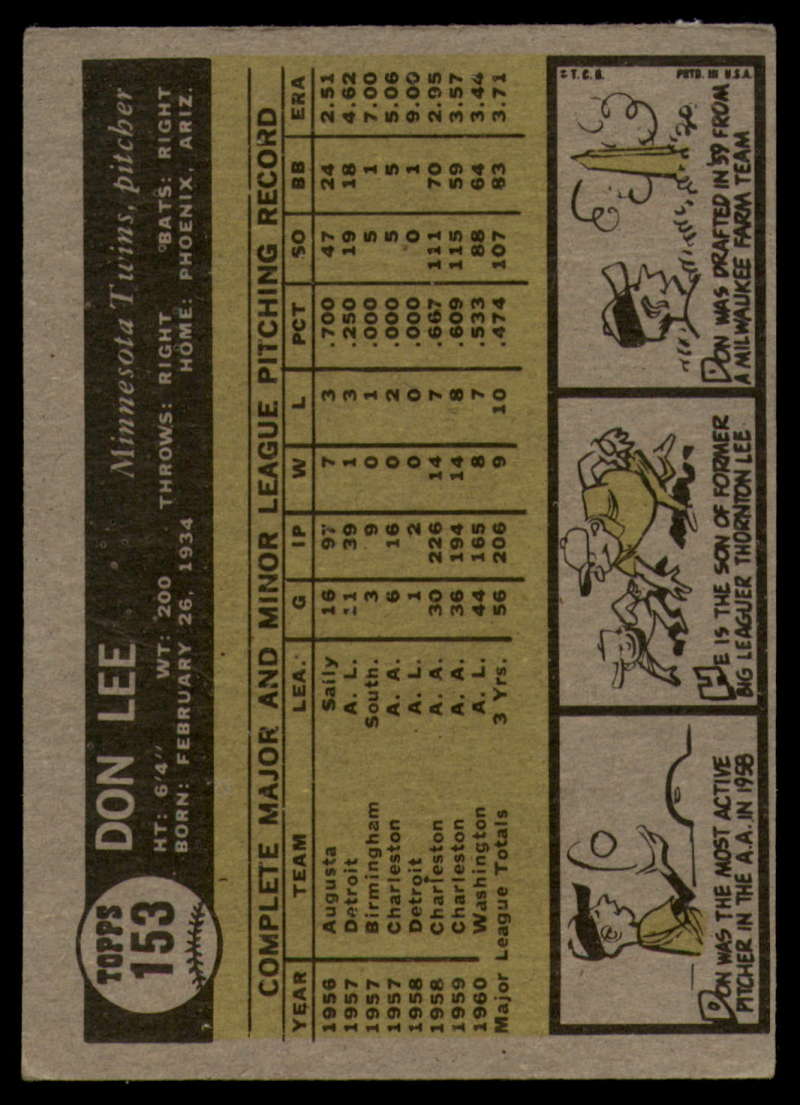 TOPPS
153
DON LEE Minnesota Twins, pitcher
HT: 6'4" WT: 200 THROWS: RIGHT BATS: RIGHT
BORN: FEBRUARY 26, 1934 HOME: PHOENIX, ARIZ.
COMPLETE MAJOR AND MINOR LEAGUE PITCHING RECORD
YEAR TEAM LEA. G IP W L PCT SO BB ERA
1956 Augusta Saily 16 97 7 3 .700 47 24 2.51
1957 Detroit A. L. 11 39 1 3 .250 19 18 4.62
1957 Birmingham South. 3 9 0 1 .000 5 1 7.00
1957 Charleston A. A. 6 16 0 2 .000 5 5 5.06
1958 Detroit A. L. 1 2 0 0 .000 0 1 9.00
1958 Charleston A. A. 30 226 14 7 .667 111 70 2.95
1959 Charleston A. A. 36 194 14 8 .609 115 59 3.57
1960 Washington A. L. 44 165 8 7 .533 88 64 3.44
Major League Totals 3 Yrs. 56 206 9 10 .474 107 83 3.71
DON WAS THE MOST ACTIVE
PITCHER IN THE A.A. IN 1958
HE IS THE SON OF FORMER
BIG LEAGUER THORNTON LEE
© T.C.G. PRTD. IN U.S.A.
DON WAS DRAFTED IN '59 FROM
A MILWAUKEE FARM TEAM